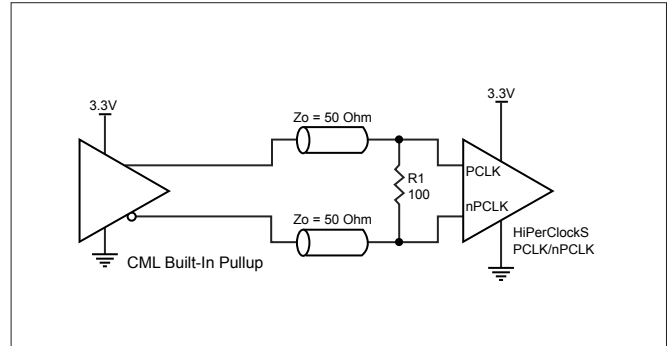 3.3V
3.3V
Zo = 50 Ohm
R1
100
PCLK
nPCLK
Zo = 50 Ohm
HiPerClockS
PCLK/nPCLK
CML Built-In Pullup